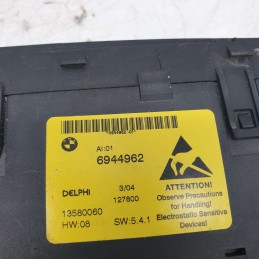 AI:01
6944962
DELPHI
3/04
127800
13580060
HW:08
SW:5.4.1
ATTENTION!
Observe Precautions
for Handling!
Electrostatic Sensitive
Devices!